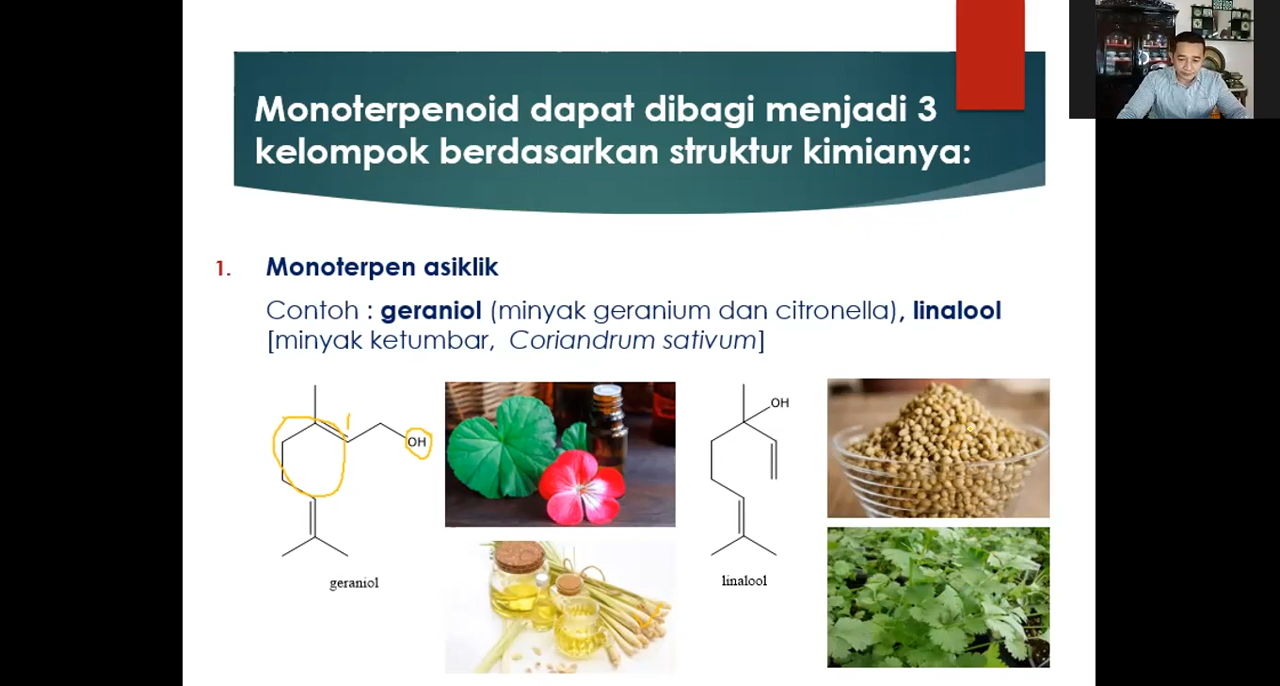 Monoterpenoid dapat dibagi menjadi 3
kelompok berdasarkan struktur kimianya:
1. Monoterpen asiklik
Contoh : geraniol (minyak geranium dan citronella), linalool
[minyak ketumbar, Coriandrum sativum]
OH
OH
geraniol
linalool